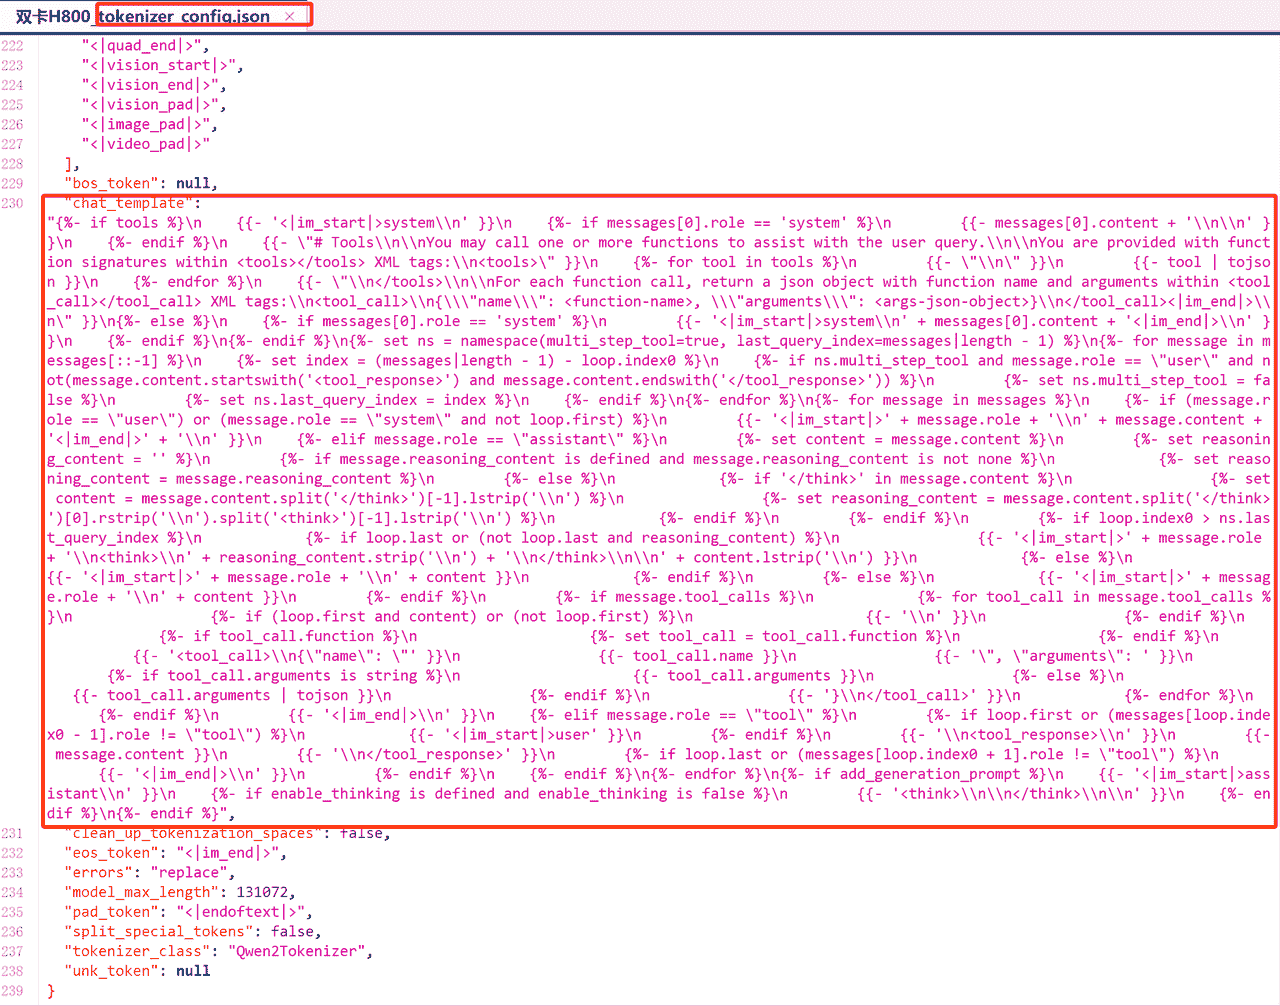 双卡H800_tokenizer_config.json ×
222 "<|quad_end|>",
223 "<|vision_start|>",
224 "<|vision_end|>",
225 "<|vision_pad|>",
226 "<|image_pad|>",
227 "<|video_pad|>"
228 ],
229 "bos_token": null,
230 "chat_template":
"{%- if tools %}\n    {{- '<|im_start|>system\\n' }}\n    {%- if messages[0].role == 'system' %}\n        {{- messages[0].content + '\\n\\n' }
}\n    {%- endif %}\n    {{- \"# Tools\\n\\nYou may call one or more functions to assist with the user query.\\n\\nYou are provided with funct
ion signatures within <tools></tools> XML tags:\\n<tools>\" }}\n    {%- for tool in tools %}\n        {{- \"\\n\" }}\n        {{- tool | tojso
n }}\n    {%- endfor %}\n    {{- \"\\n</tools>\\n\\nFor each function call, return a json object with function name and arguments within <tool
_call></tool_call> XML tags:\\n<tool_call>\\n{\\\"name\\\": <function-name>, \\\"arguments\\\": <args-json-object>}\\n</tool_call><|im_end|>\\
n\" }}\n{%- else %}\n    {%- if messages[0].role == 'system' %}\n        {{- '<|im_start|>system\\n' + messages[0].content + '<|im_end|>\\n' }
}\n    {%- endif %}\n{%- endif %}\n{%- set ns = namespace(multi_step_tool=true, last_query_index=messages|length - 1) %}\n{%- for message in m
essages[::-1] %}\n    {%- set index = (messages|length - 1) - loop.index0 %}\n    {%- if ns.multi_step_tool and message.role == \"user\" and n
ot(message.content.startswith('<tool_response>') and message.content.endswith('</tool_response>')) %}\n        {%- set ns.multi_step_tool = fa
lse %}\n        {%- set ns.last_query_index = index %}\n    {%- endif %}\n{%- endfor %}\n{%- for message in messages %}\n    {%- if (message.r
ole == \"user\") or (message.role == \"system\" and not loop.first) %}\n        {{- '<|im_start|>' + message.role + '\\n' + message.content +
'<|im_end|>' + '\\n' }}\n    {%- elif message.role == \"assistant\" %}\n        {%- set content = message.content %}\n        {%- set reasonin
g_content = '' %}\n        {%- if message.reasoning_content is defined and message.reasoning_content is not none %}\n            {%- set reaso
ning_content = message.reasoning_content %}\n        {%- else %}\n            {%- if '</think>' in message.content %}\n                {%- set
content = message.content.split('</think>')[-1].lstrip('\\n') %}\n                {%- set reasoning_content = message.content.split('</think>
')[0].rstrip('\\n').split('<think>')[-1].lstrip('\\n') %}\n            {%- endif %}\n        {%- endif %}\n        {%- if loop.index0 > ns.las
t_query_index %}\n            {%- if loop.last or (not loop.last and reasoning_content) %}\n                {{- '<|im_start|>' + message.role
+ '\\n<think>\\n' + reasoning_content.strip('\\n') + '\\n</think>\\n\\n' + content.lstrip('\\n') }}\n            {%- else %}\n
{{- '<|im_start|>' + message.role + '\\n' + content }}\n            {%- endif %}\n        {%- else %}\n            {{- '<|im_start|>' + messag
e.role + '\\n' + content }}\n        {%- endif %}\n        {%- if message.tool_calls %}\n            {%- for tool_call in message.tool_calls %
}\n                {%- if (loop.first and content) or (not loop.first) %}\n                    {{- '\\n' }}\n                {%- endif %}\n
{%- if tool_call.function %}\n                    {%- set tool_call = tool_call.function %}\n                {%- endif %}\n
{{- '<tool_call>\\n{\"name\": \"' }}\n                {{- tool_call.name }}\n                {{- '\", \"arguments\": ' }}\n
{%- if tool_call.arguments is string %}\n                    {{- tool_call.arguments }}\n                {%- else %}\n
{{- tool_call.arguments | tojson }}\n                {%- endif %}\n                {{- '}\\n</tool_call>' }}\n            {%- endfor %}\n
{%- endif %}\n        {{- '<|im_end|>\\n' }}\n    {%- elif message.role == \"tool\" %}\n        {%- if loop.first or (messages[loop.inde
x0 - 1].role != \"tool\") %}\n            {{- '<|im_start|>user' }}\n        {%- endif %}\n        {{- '\\n<tool_response>\\n' }}\n        {{-
message.content }}\n        {{- '\\n</tool_response>' }}\n        {%- if loop.last or (messages[loop.index0 + 1].role != \"tool\") %}\n
{{- '<|im_end|>\\n' }}\n        {%- endif %}\n    {%- endif %}\n{%- endfor %}\n{%- if add_generation_prompt %}\n    {{- '<|im_start|>ass
istant\\n' }}\n    {%- if enable_thinking is defined and enable_thinking is false %}\n        {{- '<think>\\n\\n</think>\\n\\n' }}\n    {%- en
dif %}\n{%- endif %}",
231 "clean_up_tokenization_spaces": false,
232 "eos_token": "<|im_end|>",
233 "errors": "replace",
234 "model_max_length": 131072,
235 "pad_token": "<|endoftext|>",
236 "split_special_tokens": false,
237 "tokenizer_class": "Qwen2Tokenizer",
238 "unk_token": null
239 }